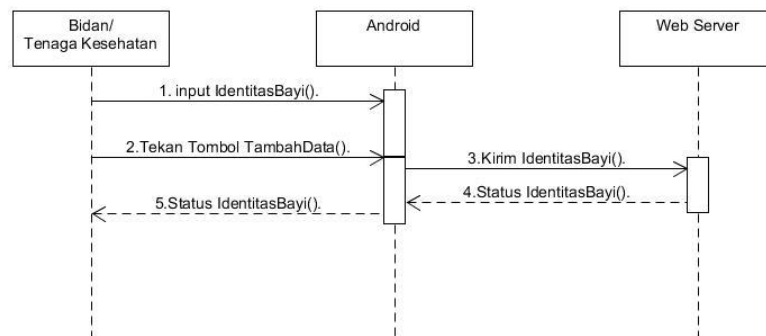 Bidan/
Tenaga Kesehatan
Android
Web Server
1. input IdentitasBayi().
2.Tekan Tombol TambahData().
3.Kirim IdentitasBayi().
4.Status IdentitasBayi().
5.Status IdentitasBayi().